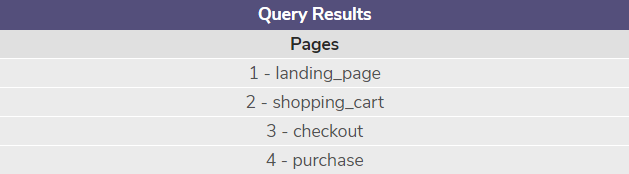 Query Results
Pages
1 - landing_page
2 - shopping_cart
3 - checkout
4 - purchase